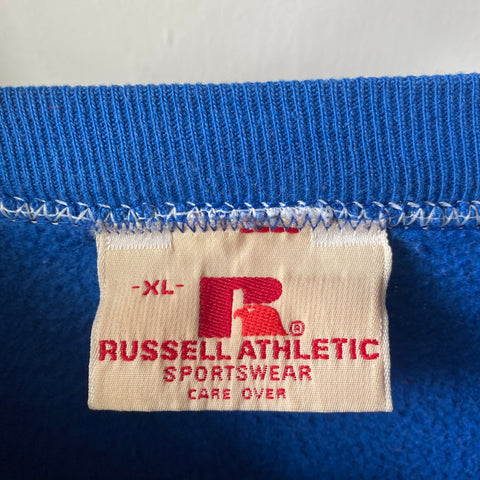 -XL-
R®
RUSSELL ATHLETIC
SPORTSWEAR
CARE OVER